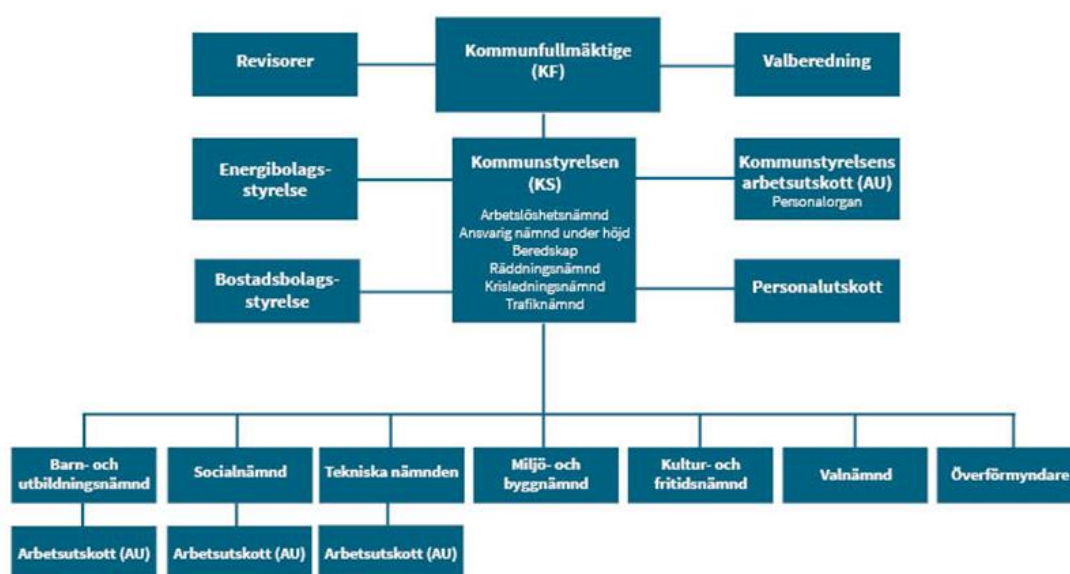 Revisorer
Kommunfullmäktige
(KF)
Valberedning
Energibolags-
styrelse
Kommunstyrelsen
(KS)
Arbetslöshetsnämnd
Ansvarig nämnd under höjd
Beredskap
Räddningsnämnd
Krisledningsnämnd
Trafiknämnd
Kommunstyrelsens
arbetsutskott (AU)
Personalorgan
Bostadsbolags-
styrelse
Personalutskott
Barn- och
utbildningsnämnd
Socialnämnd
Tekniska nämnden
Miljö- och
byggnämnd
Kultur- och
fritidsnämnd
Valnämnd
Överförmyndare
Arbetsutskott (AU)
Arbetsutskott (AU)
Arbetsutskott (AU)